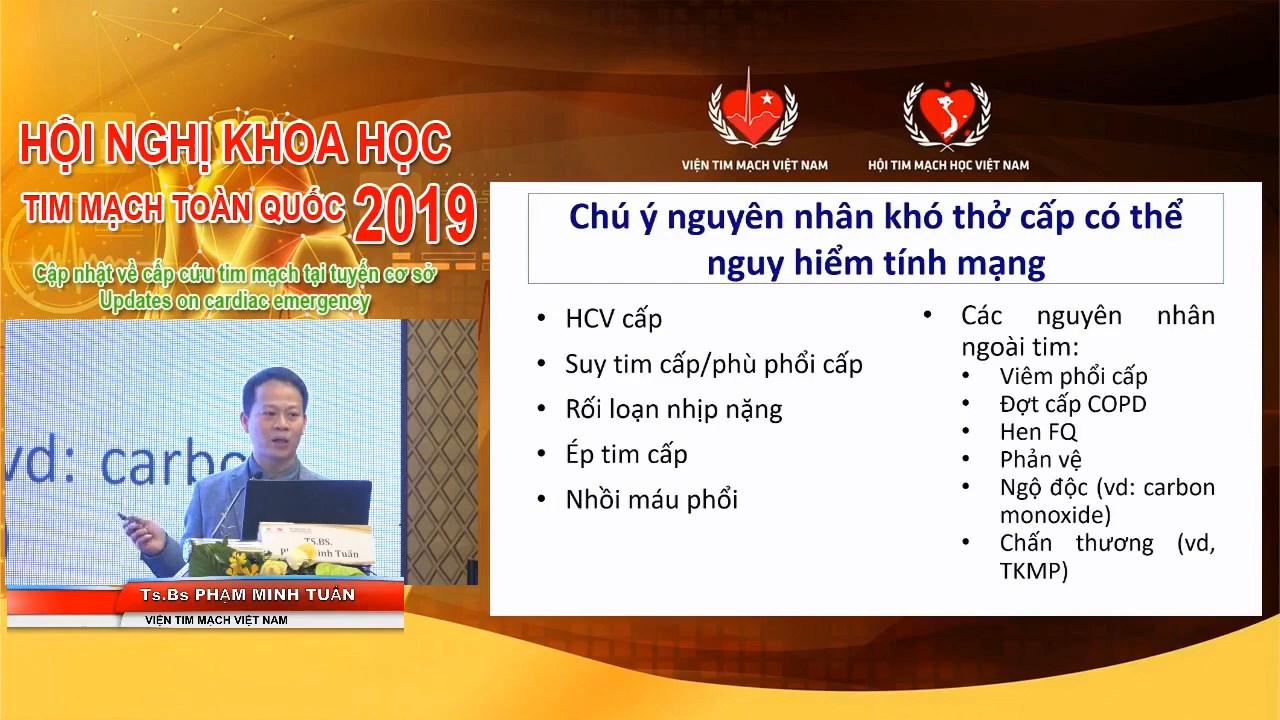 HỘI NGHỊ KHOA HỌC
TIM MẠCH TOÀN QUỐC 2019
Cập nhật về cấp cứu tim mạch tại tuyến cơ sở
Updates on cardiac emergency
VIỆN TIM MẠCH VIỆT NAM
HỘI TIM MẠCH HỌC VIỆT NAM
Chú ý nguyên nhân khó thở cấp có thể
nguy hiểm tính mạng
• HCV cấp
• Suy tim cấp/phù phổi cấp
• Rối loạn nhịp nặng
• Ép tim cấp
• Nhồi máu phổi
• Các nguyên nhân
ngoài tim:
• Viêm phổi cấp
• Đợt cấp COPD
• Hen FQ
• Phản vệ
• Ngộ độc (vd: carbon
monoxide)
• Chấn thương (vd,
TKMP)
vd: carbo
TS.BS.
Minh Tuấn
Ts.Bs PHẠM MINH TUẤN
VIỆN TIM MẠCH VIỆT NAM